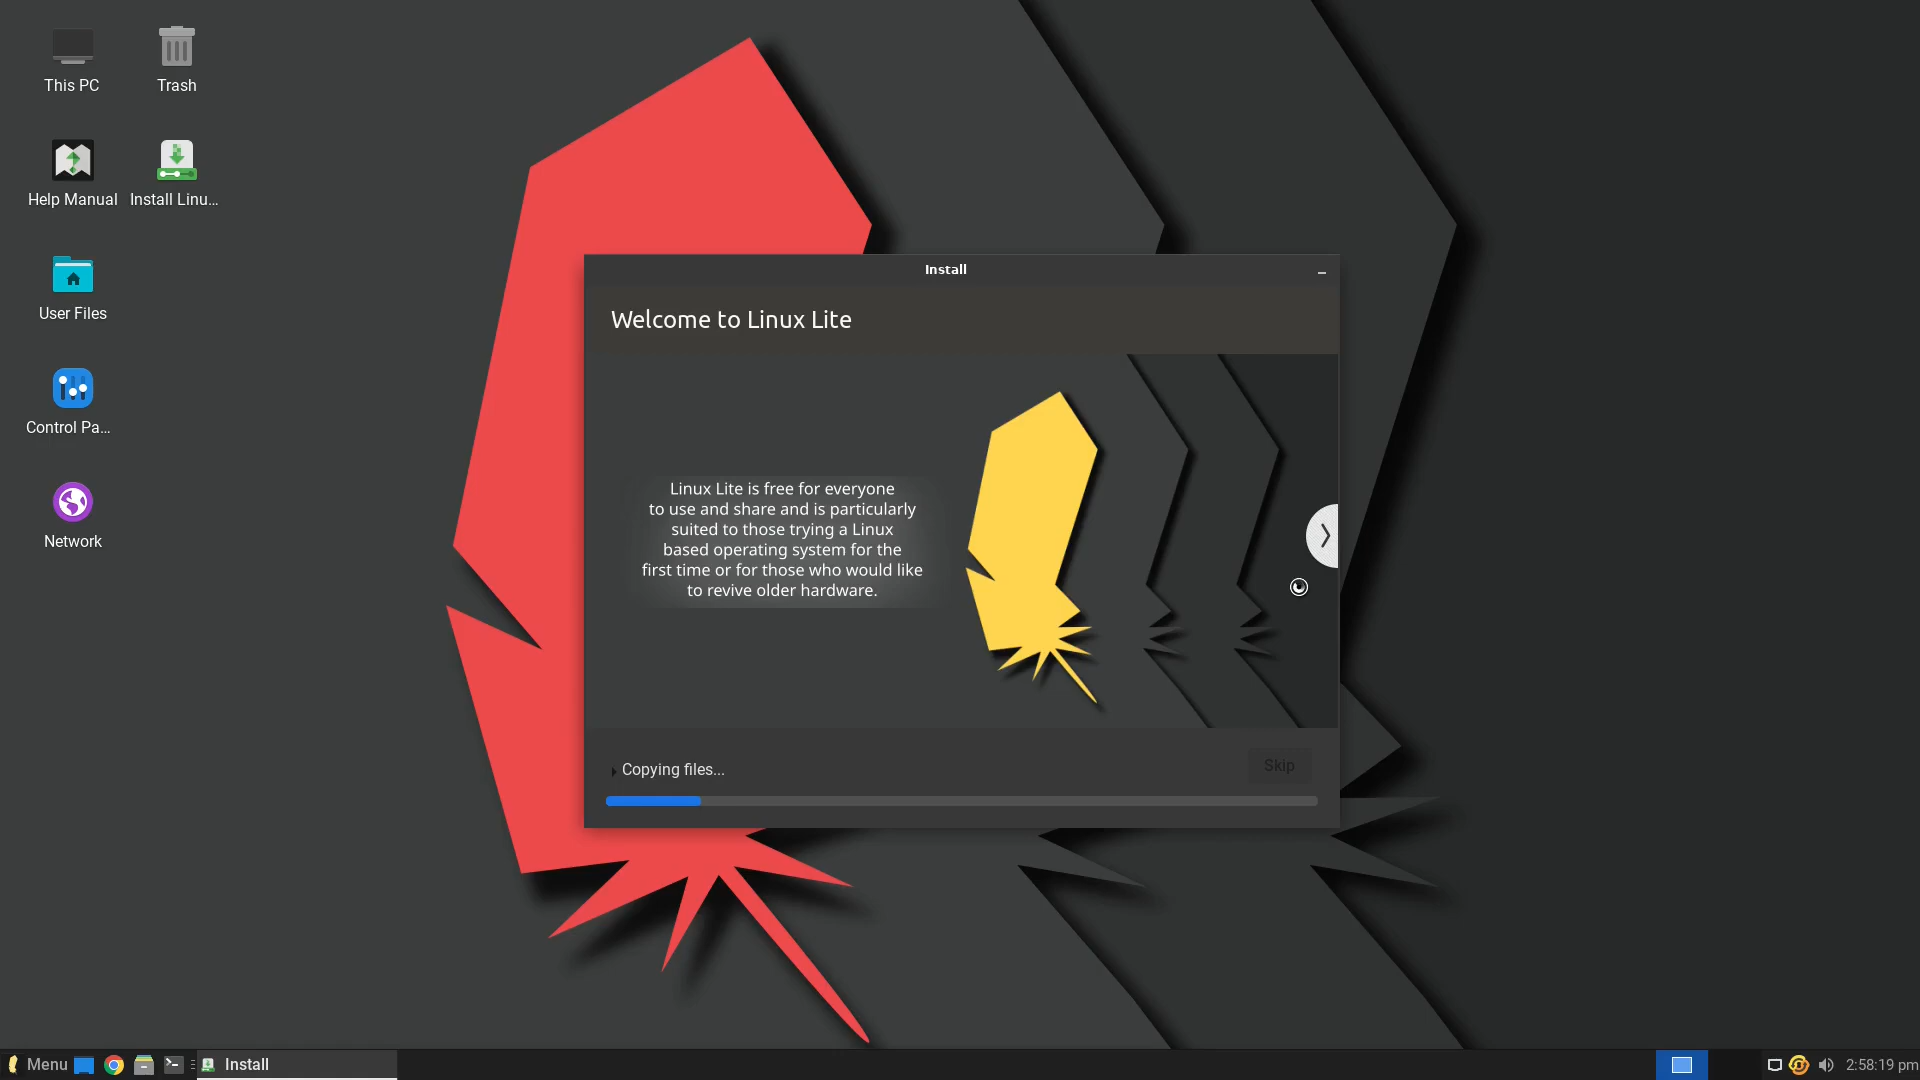 This PC
Trash
Help Manual
Install Linu...
User Files
Control Pa...
Network
Install
Welcome to Linux Lite
Linux Lite is free for everyone
to use and share and is particularly
suited to those trying a Linux
based operating system for the
first time or for those who would like
to revive older hardware.
Copying files...
Skip
Menu
Install
2:58:19 pm